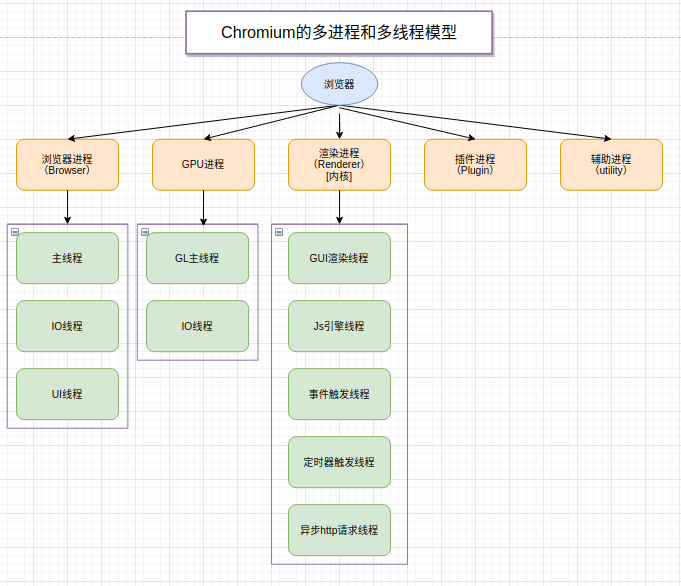 Chromium的多进程和多线程模型
浏览器
浏览器进程
（Browser）
GPU进程
渲染进程
（Renderer）
[内核]
插件进程
（Plugin）
辅助进程
（utility）
主线程
GL主线程
GUI渲染线程
IO线程
IO线程
Js引擎线程
UI线程
事件触发线程
定时器触发线程
异步http请求线程